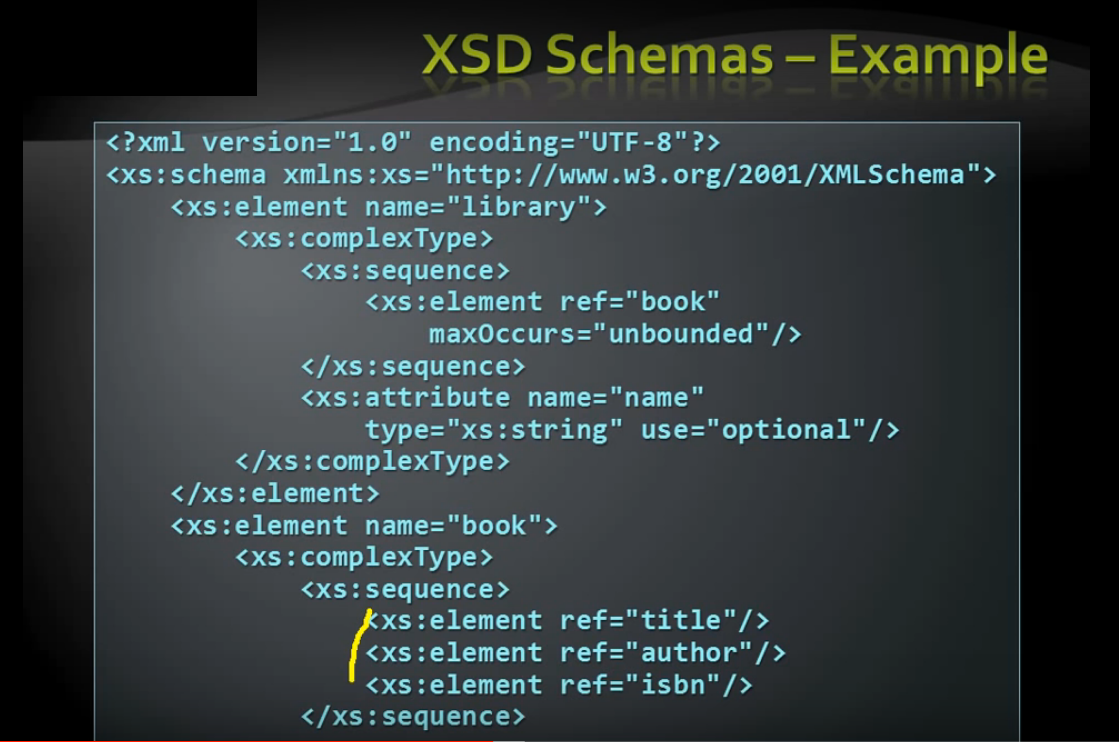 XSD Schemas – Example
<?xml version="1.0" encoding="UTF-8"?>
<xs:schema xmlns:xs="http://www.w3.org/2001/XMLSchema">
    <xs:element name="library">
        <xs:complexType>
            <xs:sequence>
                <xs:element ref="book"
                    maxOccurs="unbounded"/>
            </xs:sequence>
            <xs:attribute name="name"
                type="xs:string" use="optional"/>
        </xs:complexType>
    </xs:element>
    <xs:element name="book">
        <xs:complexType>
            <xs:sequence>
                <xs:element ref="title"/>
                <xs:element ref="author"/>
                <xs:element ref="isbn"/>
            </xs:sequence>